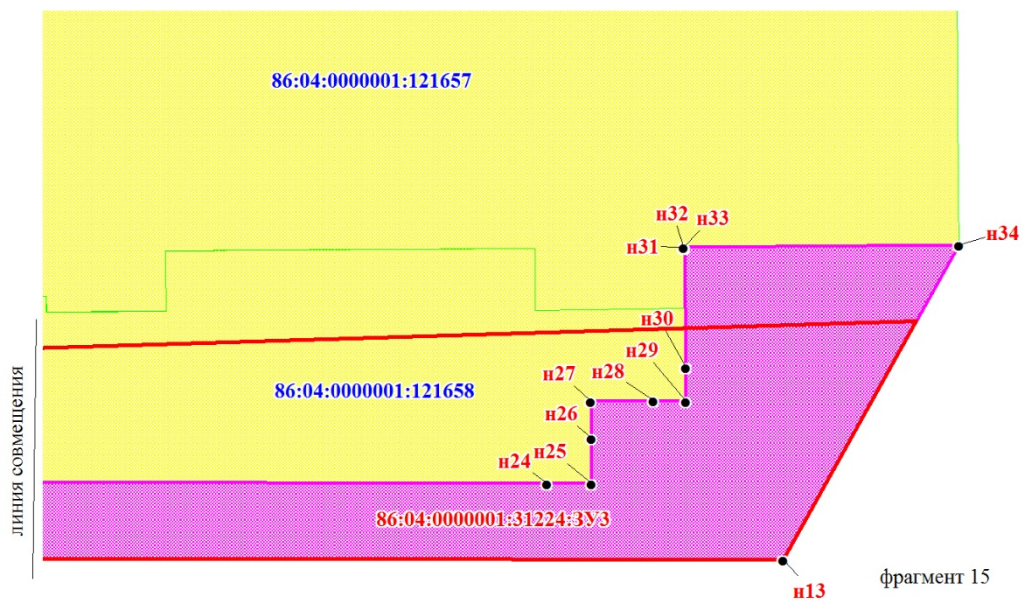 86:04:0000001:121657
н32 н33
н31
н34
н30
н29
н28
н27
86:04:0000001:121658
н26
н25
н24
линия совмещения
86:04:0000001:31224:ЗУ3
фрагмент 15
н13